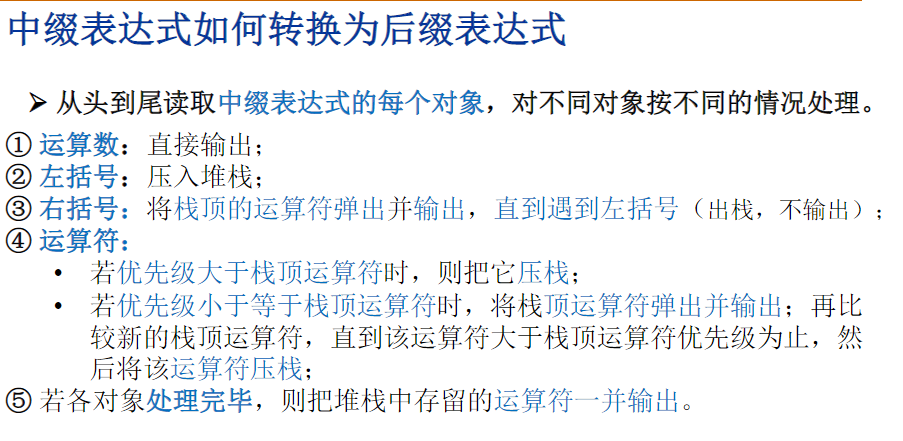 中缀表达式如何转换为后缀表达式
➢ 从头到尾读取中缀表达式的每个对象，对不同对象按不同的情况处理。
① 运算数：直接输出；
② 左括号：压入堆栈；
③ 右括号：将栈顶的运算符弹出并输出，直到遇到左括号（出栈，不输出）；
④ 运算符：
• 若优先级大于栈顶运算符时，则把它压栈；
• 若优先级小于等于栈顶运算符时，将栈顶运算符弹出并输出；再比
较新的栈顶运算符，直到该运算符大于栈顶运算符优先级为止，然
后将该运算符压栈；
⑤ 若各对象处理完毕，则把堆栈中存留的运算符一并输出。